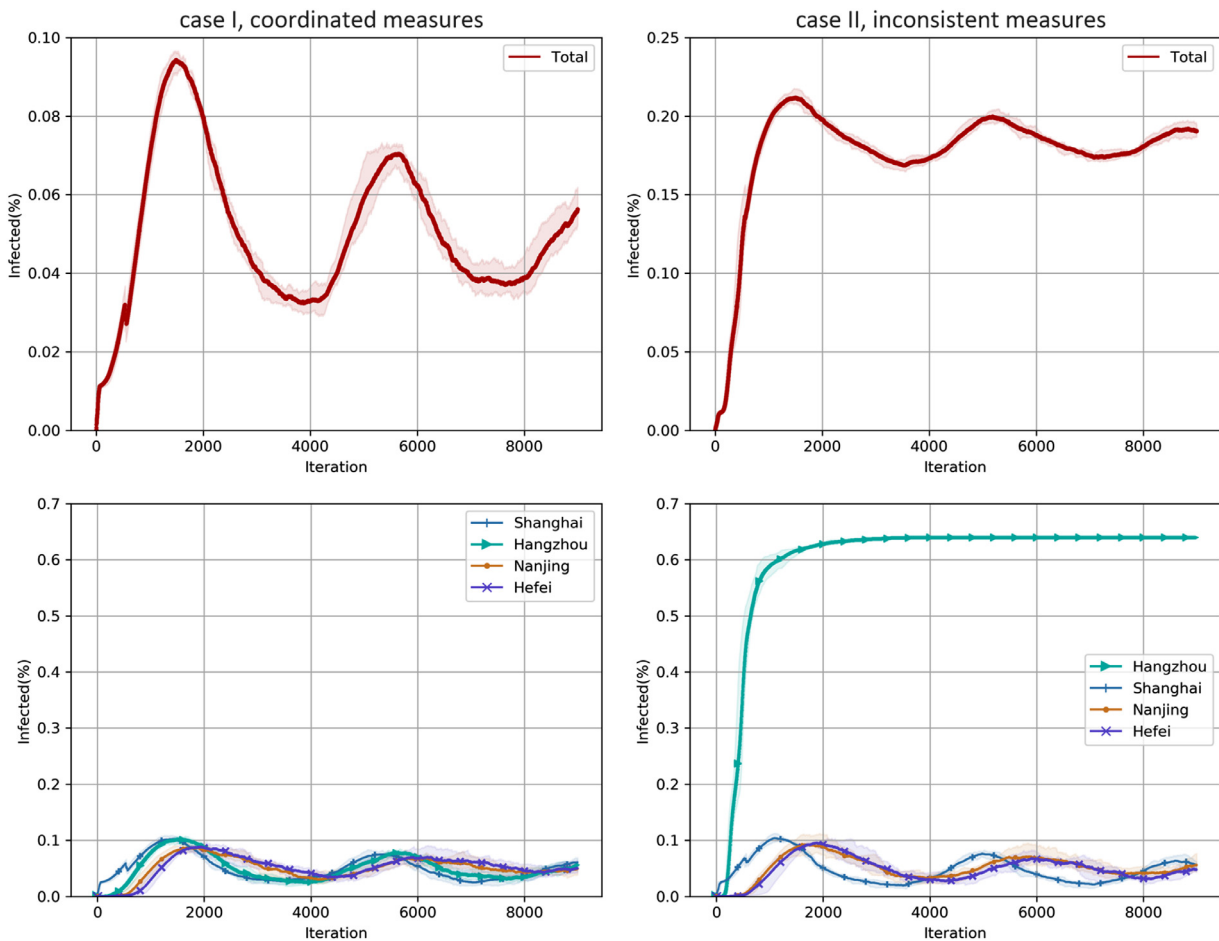 case I, coordinated measures
0.10
0.08
0.06
0.04
0.02
0.00
Infected(%)
0 2000 4000 6000 8000
Iteration
Total
case II, inconsistent measures
0.25
0.20
0.15
0.10
0.05
0.00
Infected(%)
0 2000 4000 6000 8000
Iteration
Total
0.7
0.6
0.5
0.4
0.3
0.2
0.1
0.0
Infected(%)
0 2000 4000 6000 8000
Iteration
Shanghai
Hangzhou
Nanjing
Hefei
0.7
0.6
0.5
0.4
0.3
0.2
0.1
0.0
Infected(%)
0 2000 4000 6000 8000
Iteration
Hangzhou
Shanghai
Nanjing
Hefei